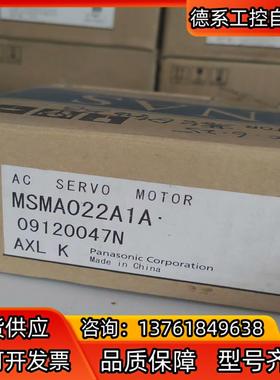 德系工控自
AC SERVO MOTOR
MSMA022A1A
09120047N
AXL K
Panasonic Corporation
Made in China
货供应
咨询：13761849638
可开发票
品质保障
型号齐